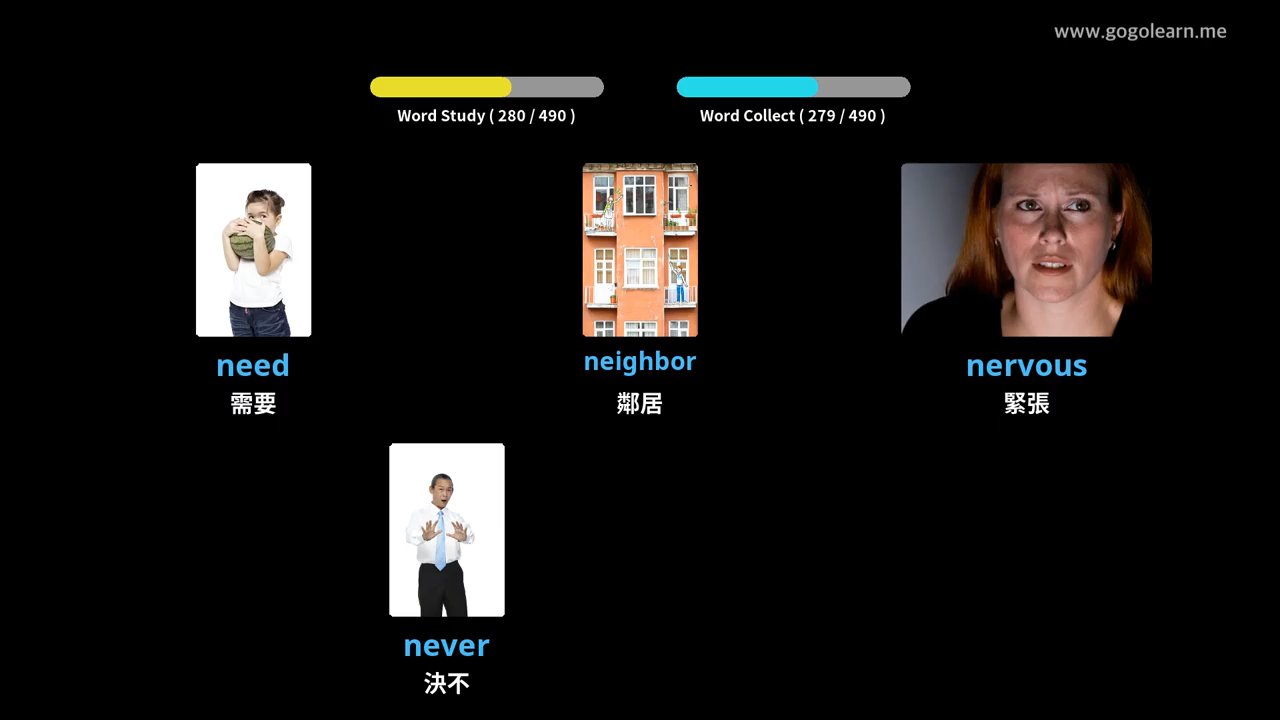 www.gogolearn.me
Word Study ( 280 / 490 )
Word Collect ( 279 / 490 )
need
需要
neighbor
鄰居
nervous
緊張
never
決不